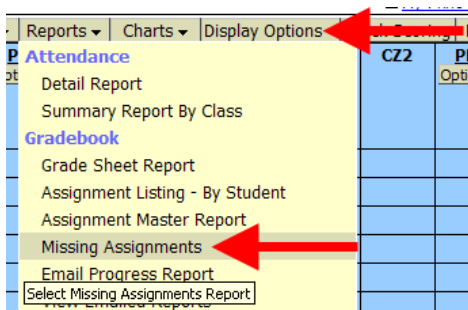 Reports ▾ Charts ▾ Display Options
Attendance CZ2
Detail Report
Summary Report By Class
Gradebook
Grade Sheet Report
Assignment Listing - By Student
Assignment Master Report
Missing Assignments
Email Progress Report
Select Missing Assignments Report